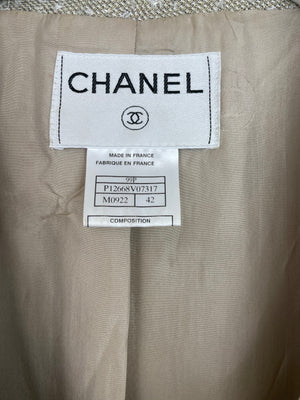 CHANEL
MADE IN FRANCE
FABRIQUE EN FRANCE
99P
P12668V07317
M0922 42
COMPOSITION